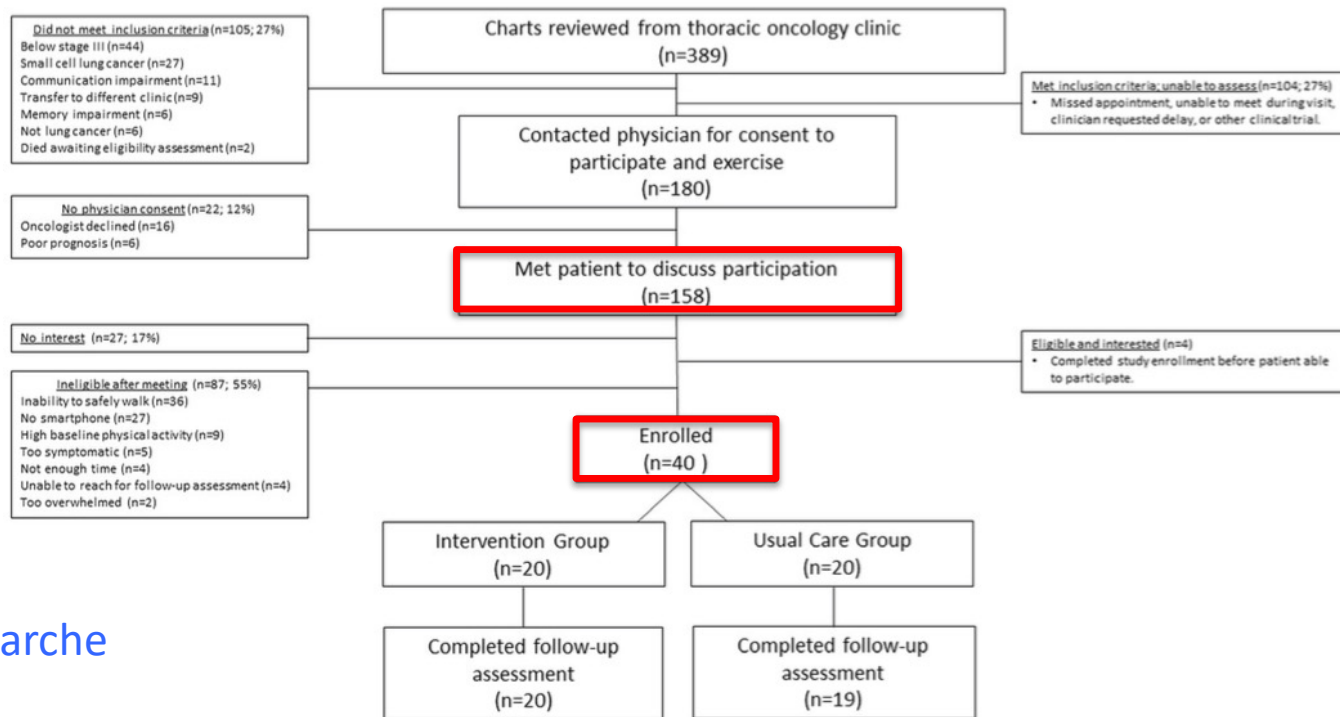 Charts reviewed from thoracic oncology clinic
(n=389)
Did not meet inclusion criteria (n=105; 27%)
Below stage III (n=44)
Small cell lung cancer (n=27)
Communication impairment (n=11)
Transfer to different clinic (n=9)
Memory impairment (n=6)
Not lung cancer (n=6)
Died awaiting eligibility assessment (n=2)
Met inclusion criteria; unable to assess (n=104; 27%)
• Missed appointment, unable to meet during visit,
clinician requested delay, or other clinical trial.
Contacted physician for consent to
participate and exercise
(n=180)
No physician consent (n=22; 12%)
Oncologist declined (n=16)
Poor prognosis (n=6)
Met patient to discuss participation
(n=158)
No interest (n=27; 17%)
Eligible and interested (n=4)
• Completed study enrollment before patient able
to participate.
Ineligible after meeting (n=87; 55%)
Inability to safely walk (n=36)
No smartphone (n=27)
High baseline physical activity (n=9)
Too symptomatic (n=5)
Not enough time (n=4)
Unable to reach for follow-up assessment (n=4)
Too overwhelmed (n=2)
Enrolled
(n=40 )
Intervention Group
(n=20)
Usual Care Group
(n=20)
arche
Completed follow-up
assessment
(n=20)
Completed follow-up
assessment
(n=19)